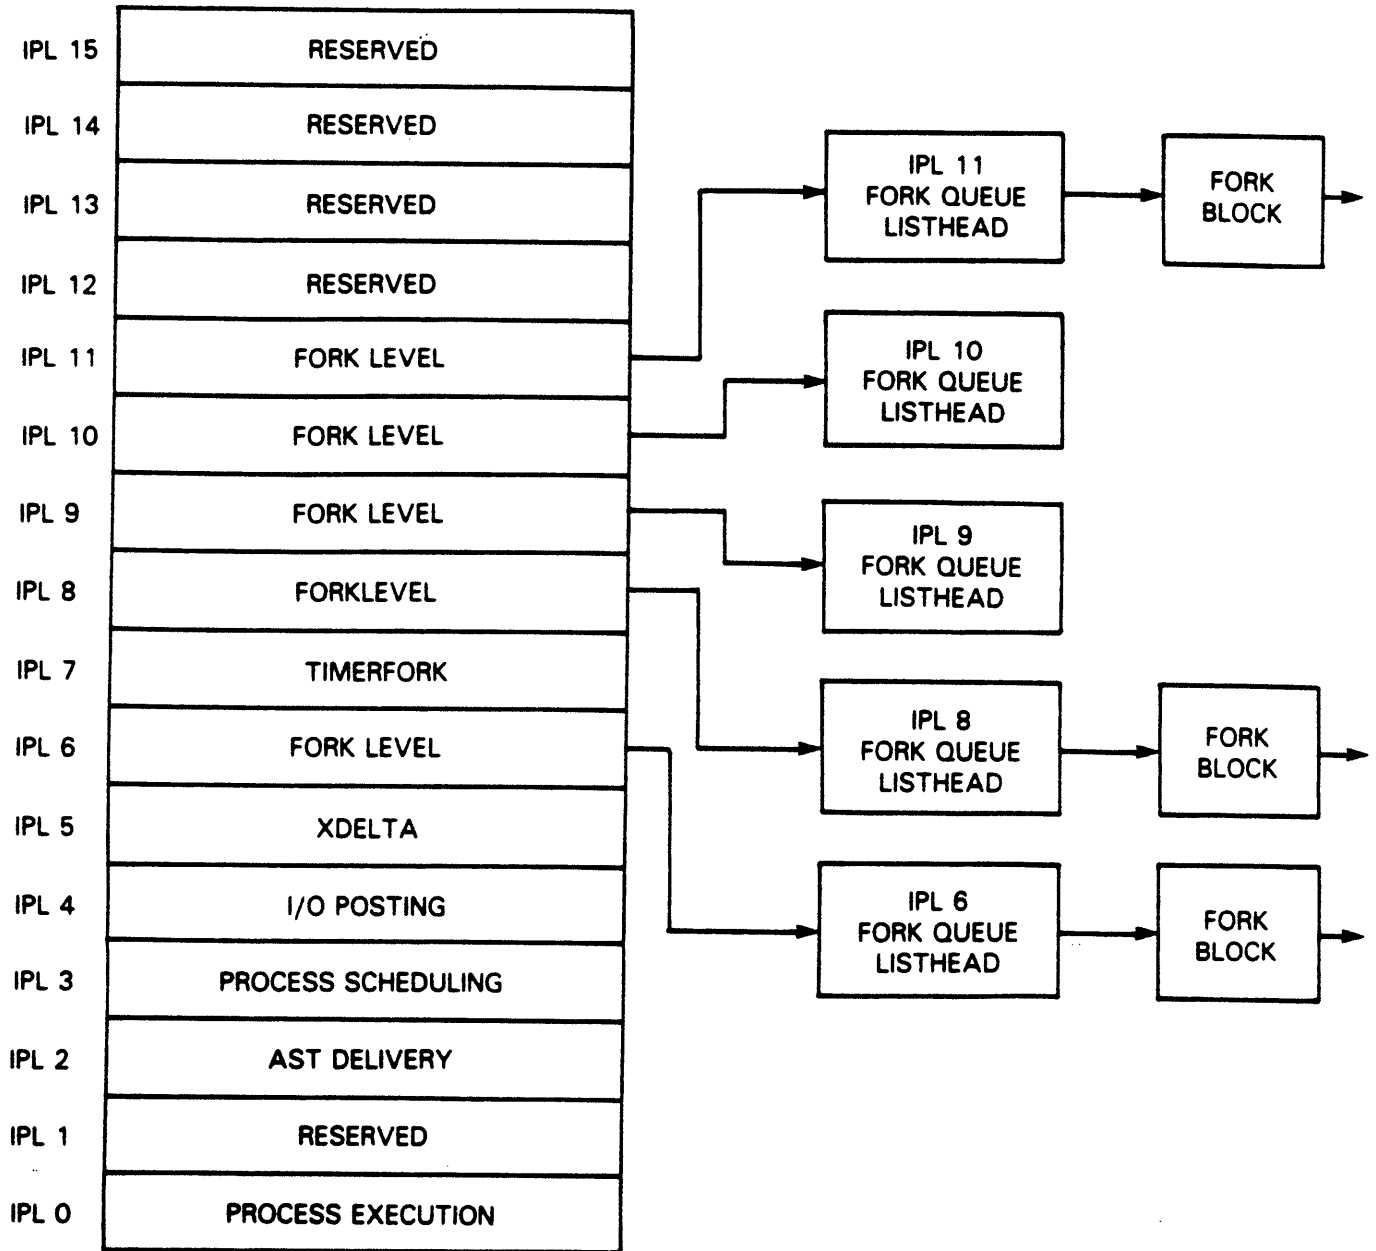 IPL 15 RESERVED
IPL 14 RESERVED
IPL 13 RESERVED
IPL 12 RESERVED
IPL 11 FORK LEVEL
IPL 10 FORK LEVEL
IPL 9 FORK LEVEL
IPL 8 FORKLEVEL
IPL 7 TIMERFORK
IPL 6 FORK LEVEL
IPL 5 XDELTA
IPL 4 I/O POSTING
IPL 3 PROCESS SCHEDULING
IPL 2 AST DELIVERY
IPL 1 RESERVED
IPL 0 PROCESS EXECUTION
IPL 11
FORK QUEUE
LISTHEAD
FORK
BLOCK
IPL 10
FORK QUEUE
LISTHEAD
IPL 9
FORK QUEUE
LISTHEAD
IPL 8
FORK QUEUE
LISTHEAD
FORK
BLOCK
IPL 6
FORK QUEUE
LISTHEAD
FORK
BLOCK